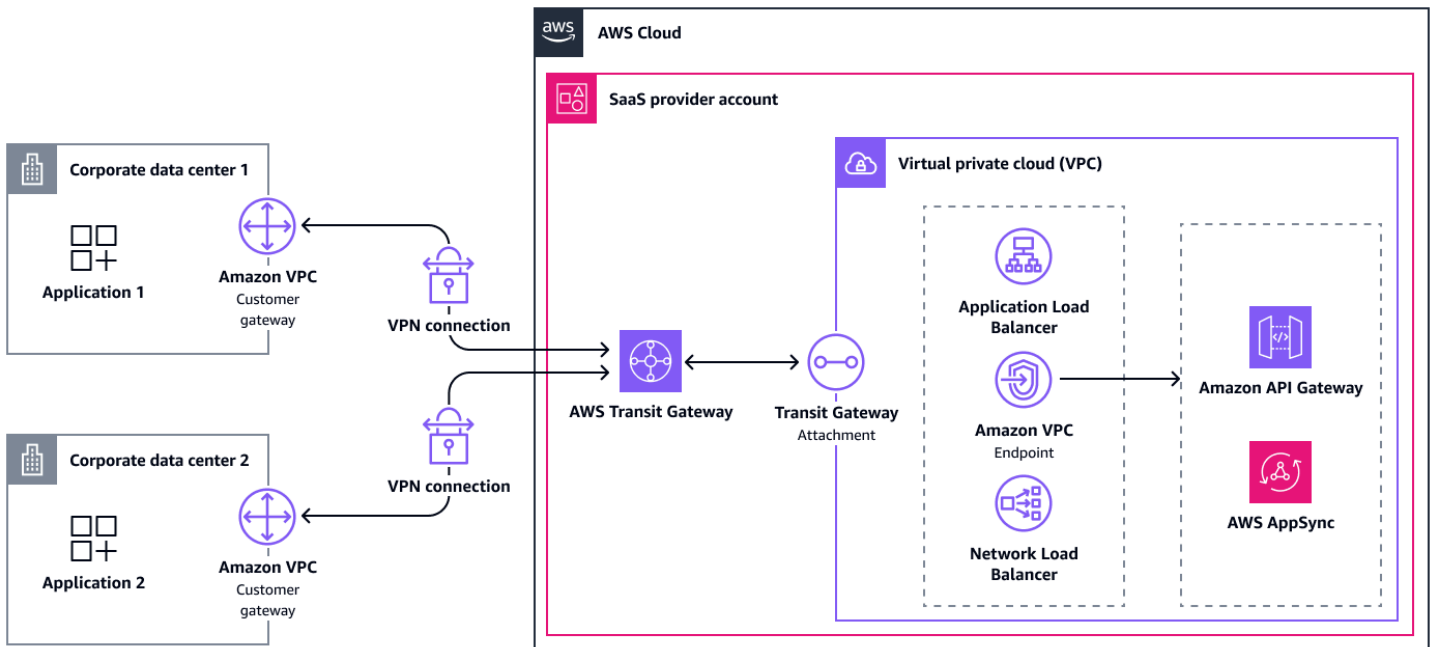 aws
AWS Cloud
SaaS provider account
Corporate data center 1
Application 1
Amazon VPC
Customer
gateway
VPN connection
Corporate data center 2
Application 2
Amazon VPC
Customer
gateway
VPN connection
AWS Transit Gateway
Transit Gateway
Attachment
Virtual private cloud (VPC)
Application Load
Balancer
Amazon VPC
Endpoint
Network Load
Balancer
</>
Amazon API Gateway
AWS AppSync